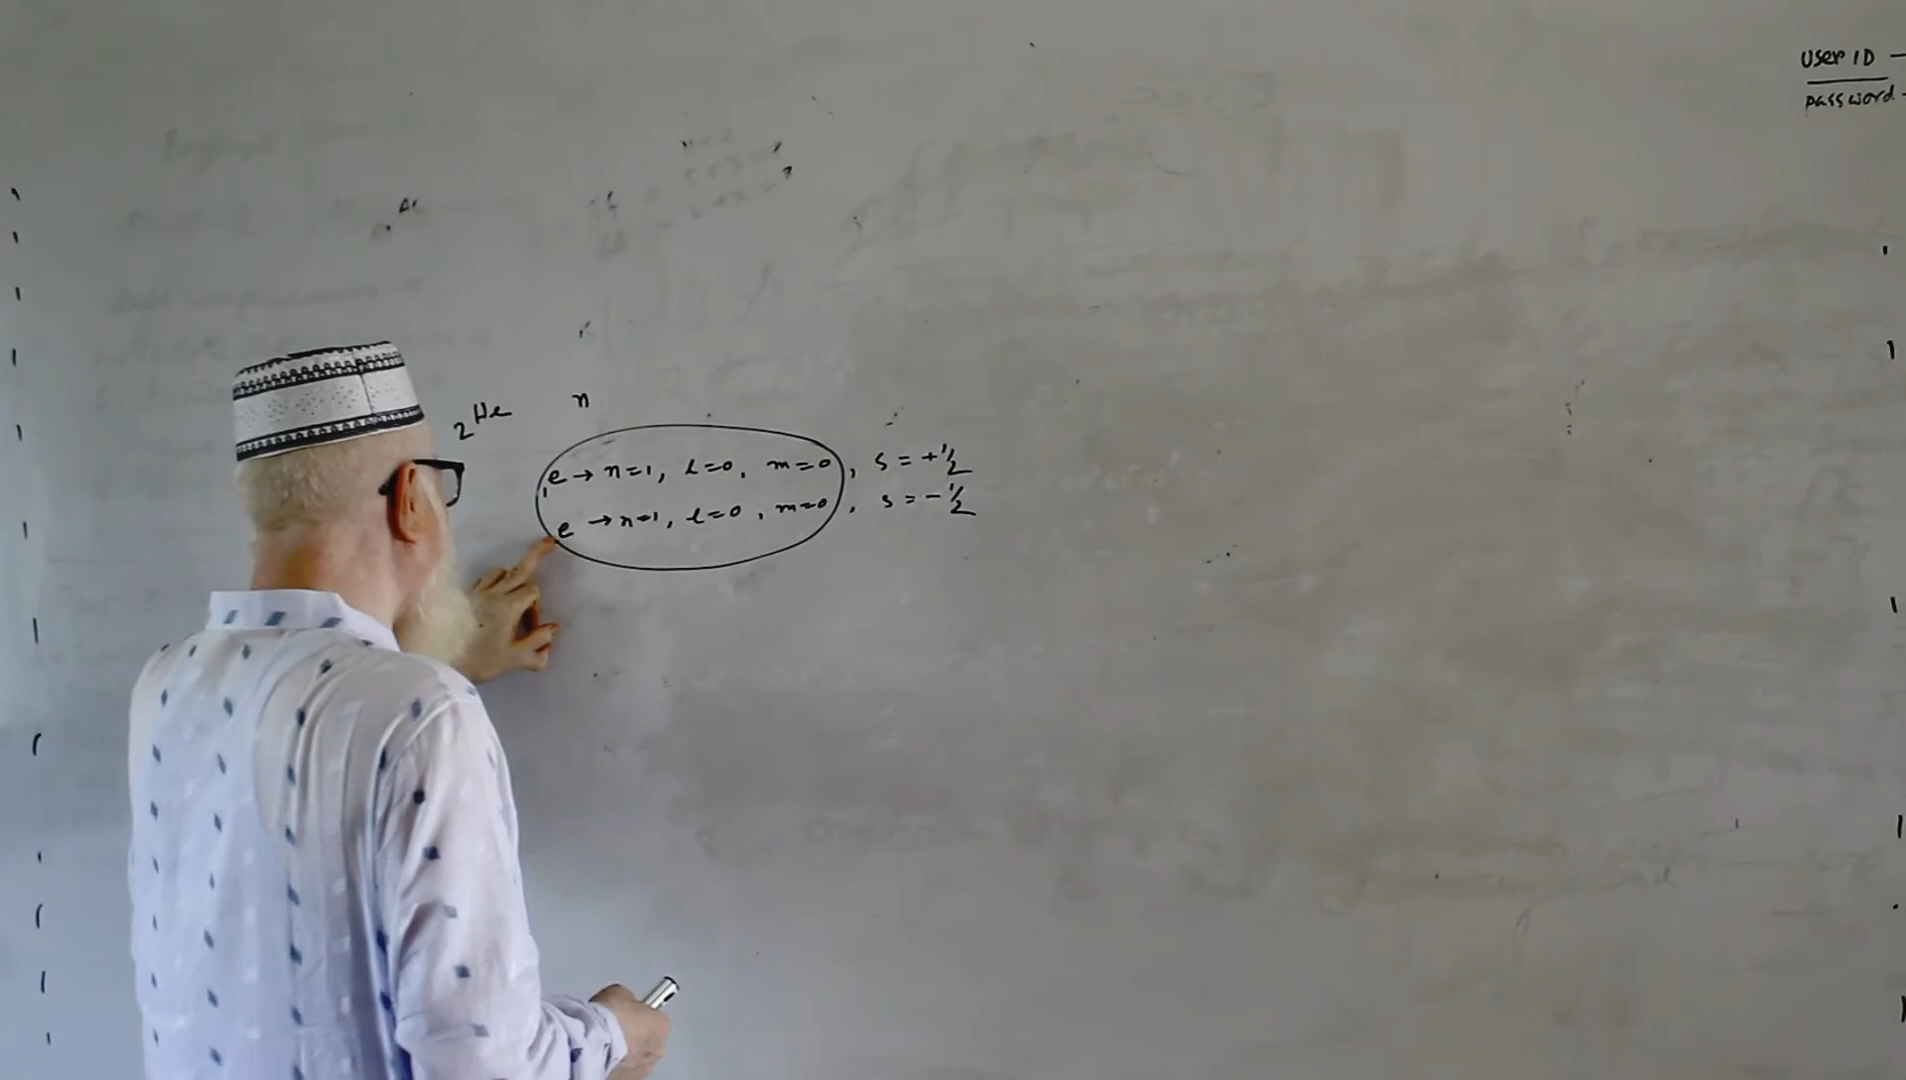 User ID -
Password -
2He
n
e → n=1, l=0, m=0, s = +1/2
e → n=1, l=0, m=0, s = -1/2